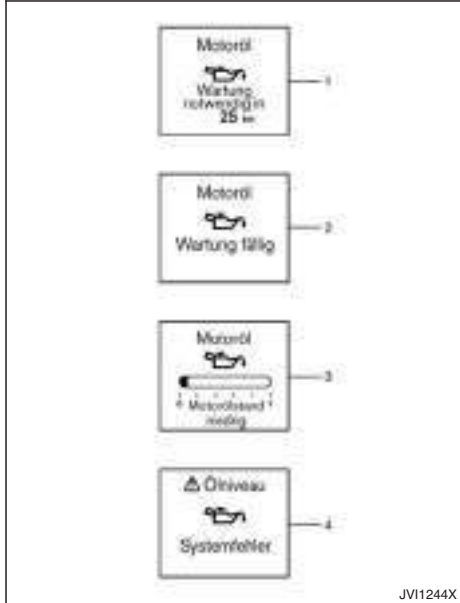 Motoröl
Wartung
notwendig in
25 km
1
Motoröl
Wartung fällig
2
Motoröl
Motorölstand
niedrig
3
⚠ Ölniveau
Systemfehler
4
JVI1244X